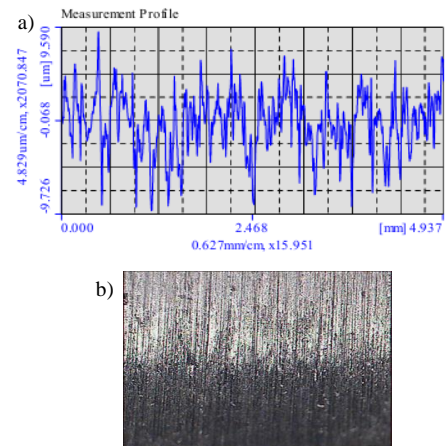 a)
Measurement Profile
4.829um/cm, x2070.847
[um] 9.590
-0.068
-9.726
0.000
2.468
[mm] 4.937
0.627mm/cm, x15.951
b)